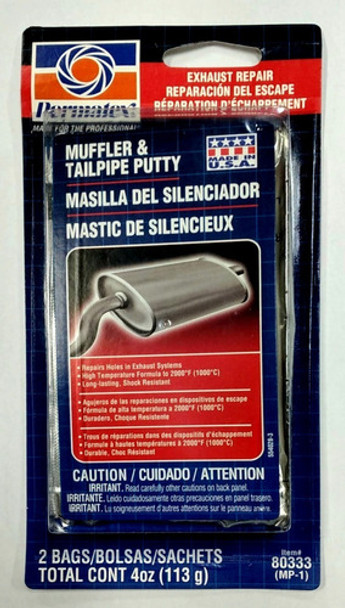 Permatex
MADE FOR THE PROFESSIONAL
EXHAUST REPAIR
REPARACIÓN DEL ESCAPE
RÉPARATION D'ÉCHAPPEMENT
MUFFLER &
TAILPIPE PUTTY
MADE IN
U.S.A.
MASILLA DEL SILENCIADOR
MASTIC DE SILENCIEUX
• Repairs Holes in Exhaust Systems
• High Temperature Formula to 2000°F (1000°C)
• Long-lasting, Shock Resistant
• Agujeros de las reparaciones en dispositivos de escape
• Fórmula de alta temperatura a 2000°F (1000°C)
• Duradero, Choque Resistente
• Trous de réparations dans des dispositifs d'échappement
• Formule à hautes températures à 2000°F (1000°C)
• Durable, Choc Résistant
CAUTION / CUIDADO / ATTENTION
IRRITANT. Read carefully other cautions on back panel.
IRRITANTE. Leído cuidadosamente otras precauciones en panel trasero.
IRRITANT. Lu soigneusement d'autres attentions sur le panneau arrière.
2 BAGS/BOLSAS/SACHETS
TOTAL CONT 4oz (113 g)
Item#
80333
(MP-1)